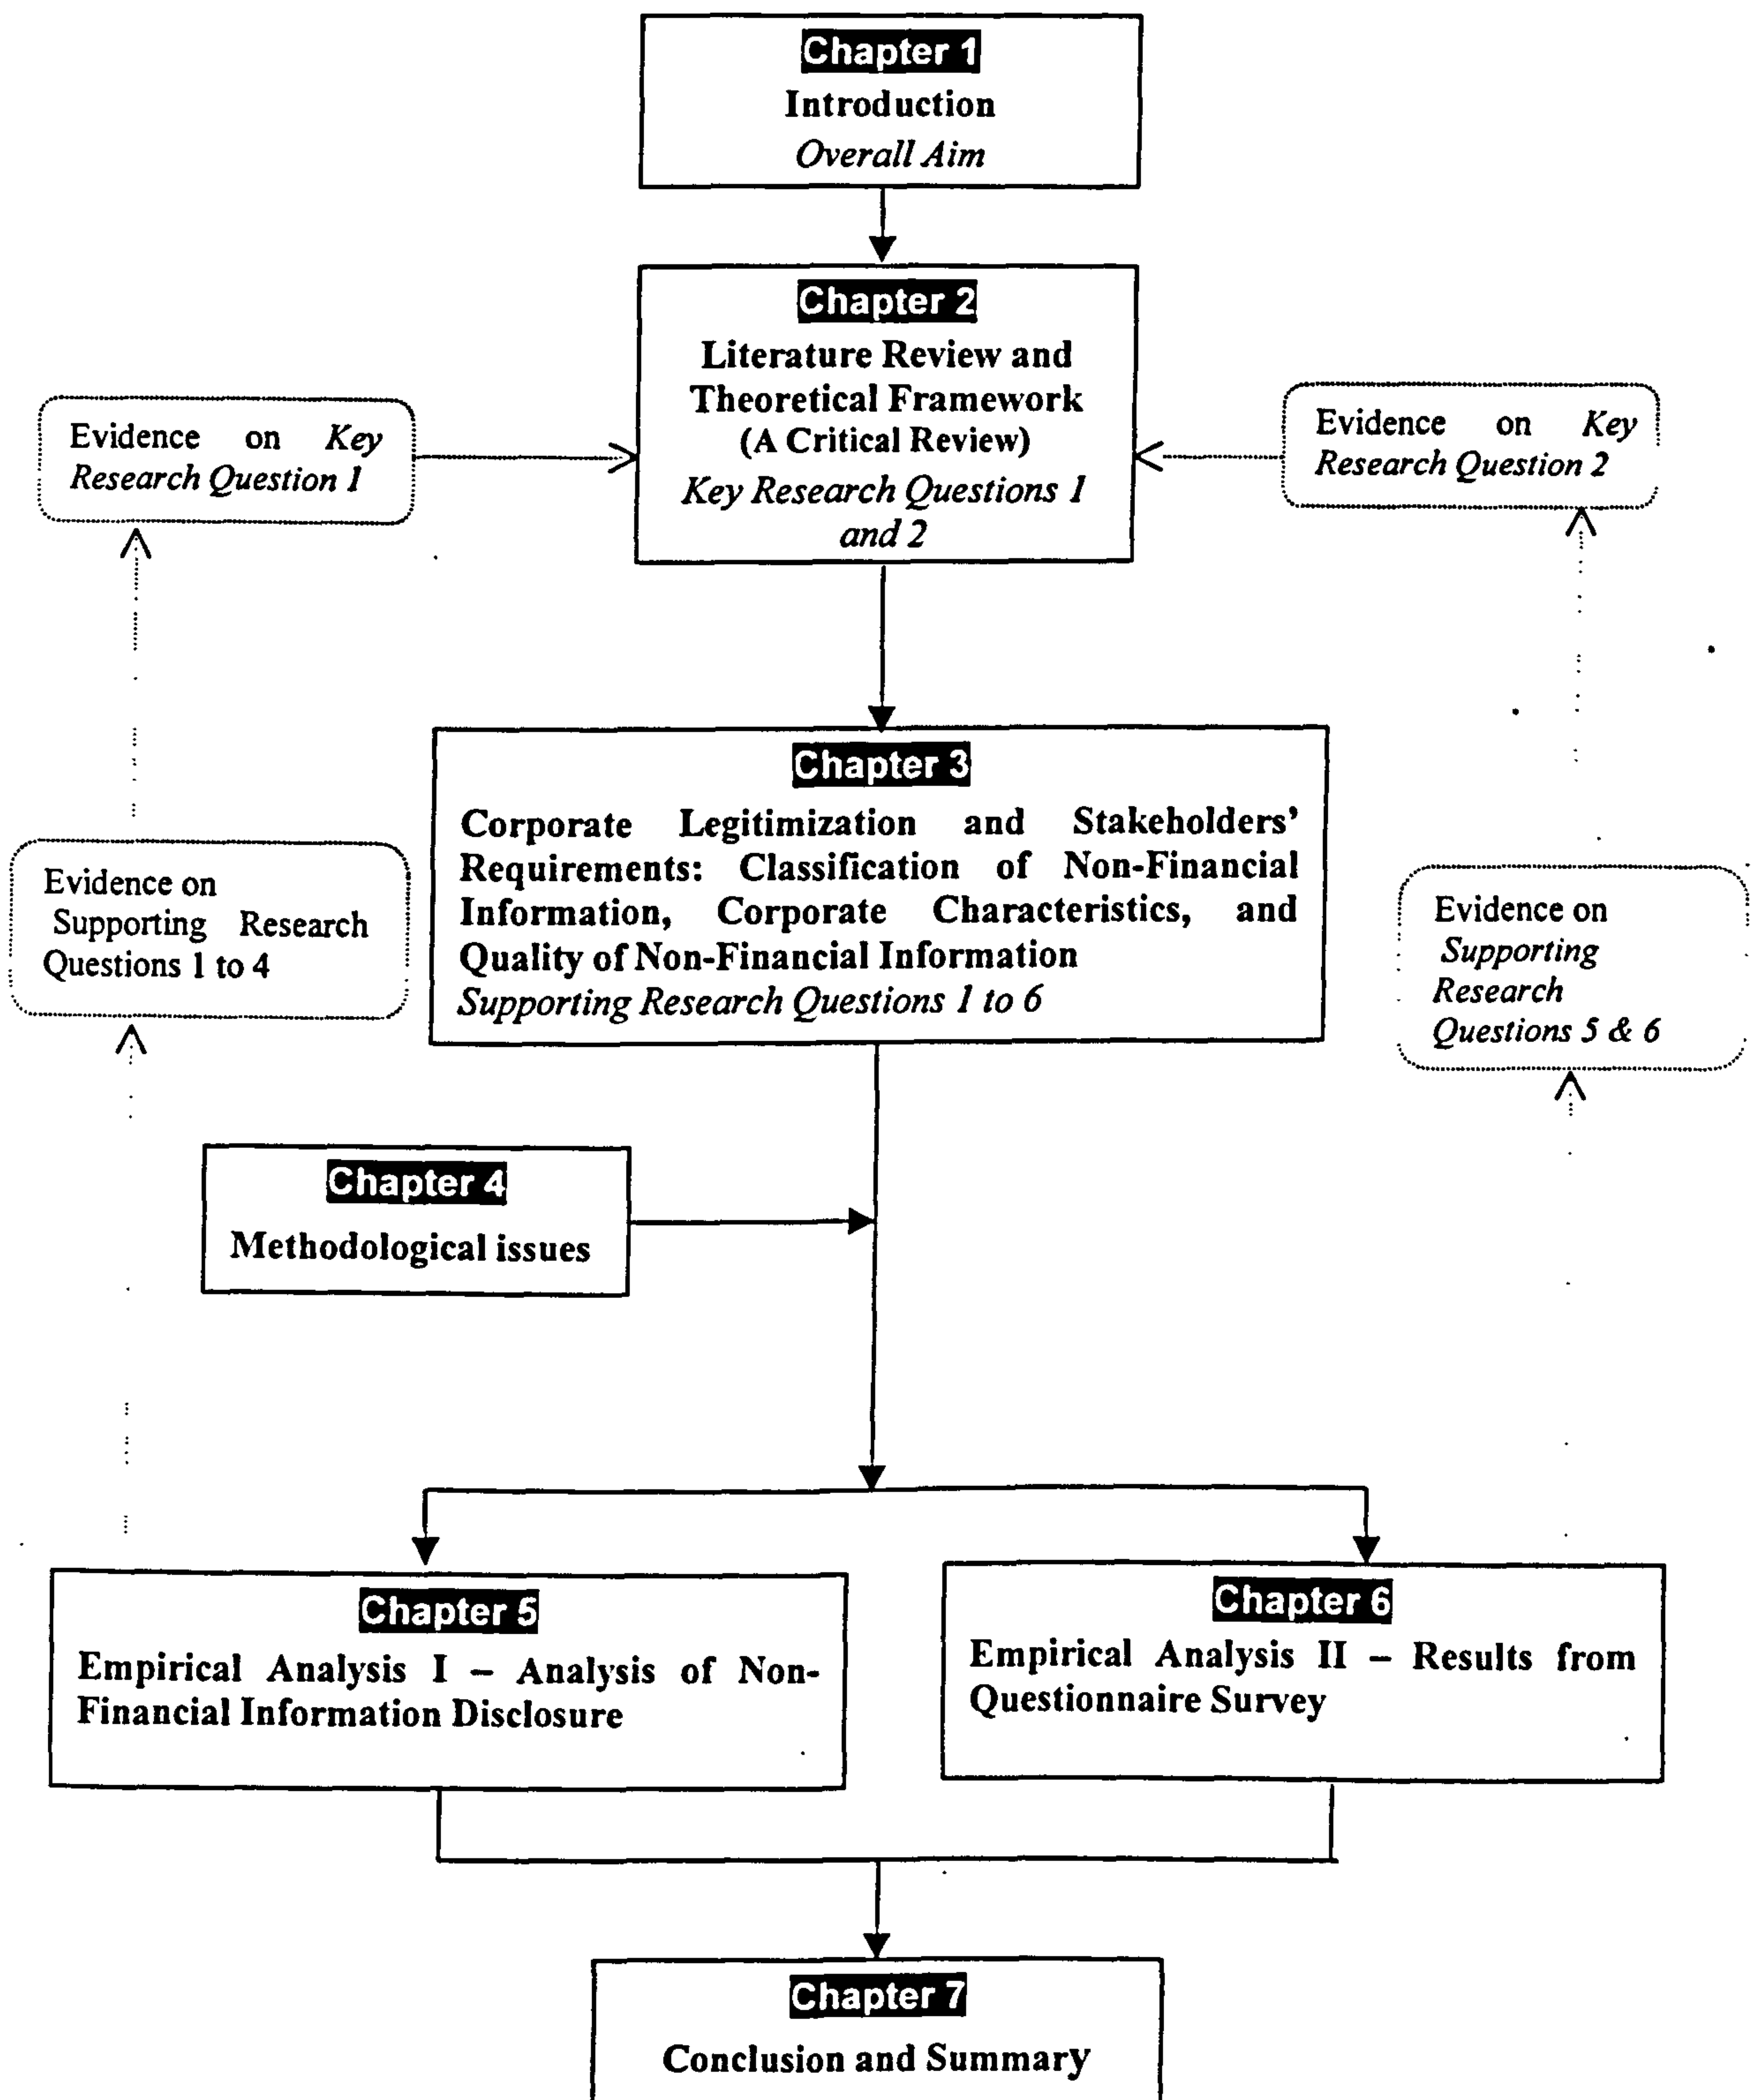 Chapter 1
Introduction
Overall Aim
Chapter 2
Literature Review and
Theoretical Framework
(A Critical Review)
Key Research Questions 1
and 2
Evidence on Key
Research Question 1
Evidence on Key
Research Question 2
Chapter 3
Corporate Legitimization and Stakeholders'
Requirements: Classification of Non-Financial
Information, Corporate Characteristics, and
Quality of Non-Financial Information
Supporting Research Questions 1 to 6
Evidence on
Supporting Research
Questions 1 to 4
Evidence on
Supporting
Research
Questions 5 & 6
Chapter 4
Methodological issues
Chapter 5
Empirical Analysis I – Analysis of Non-
Financial Information Disclosure
Chapter 6
Empirical Analysis II – Results from
Questionnaire Survey
Chapter 7
Conclusion and Summary